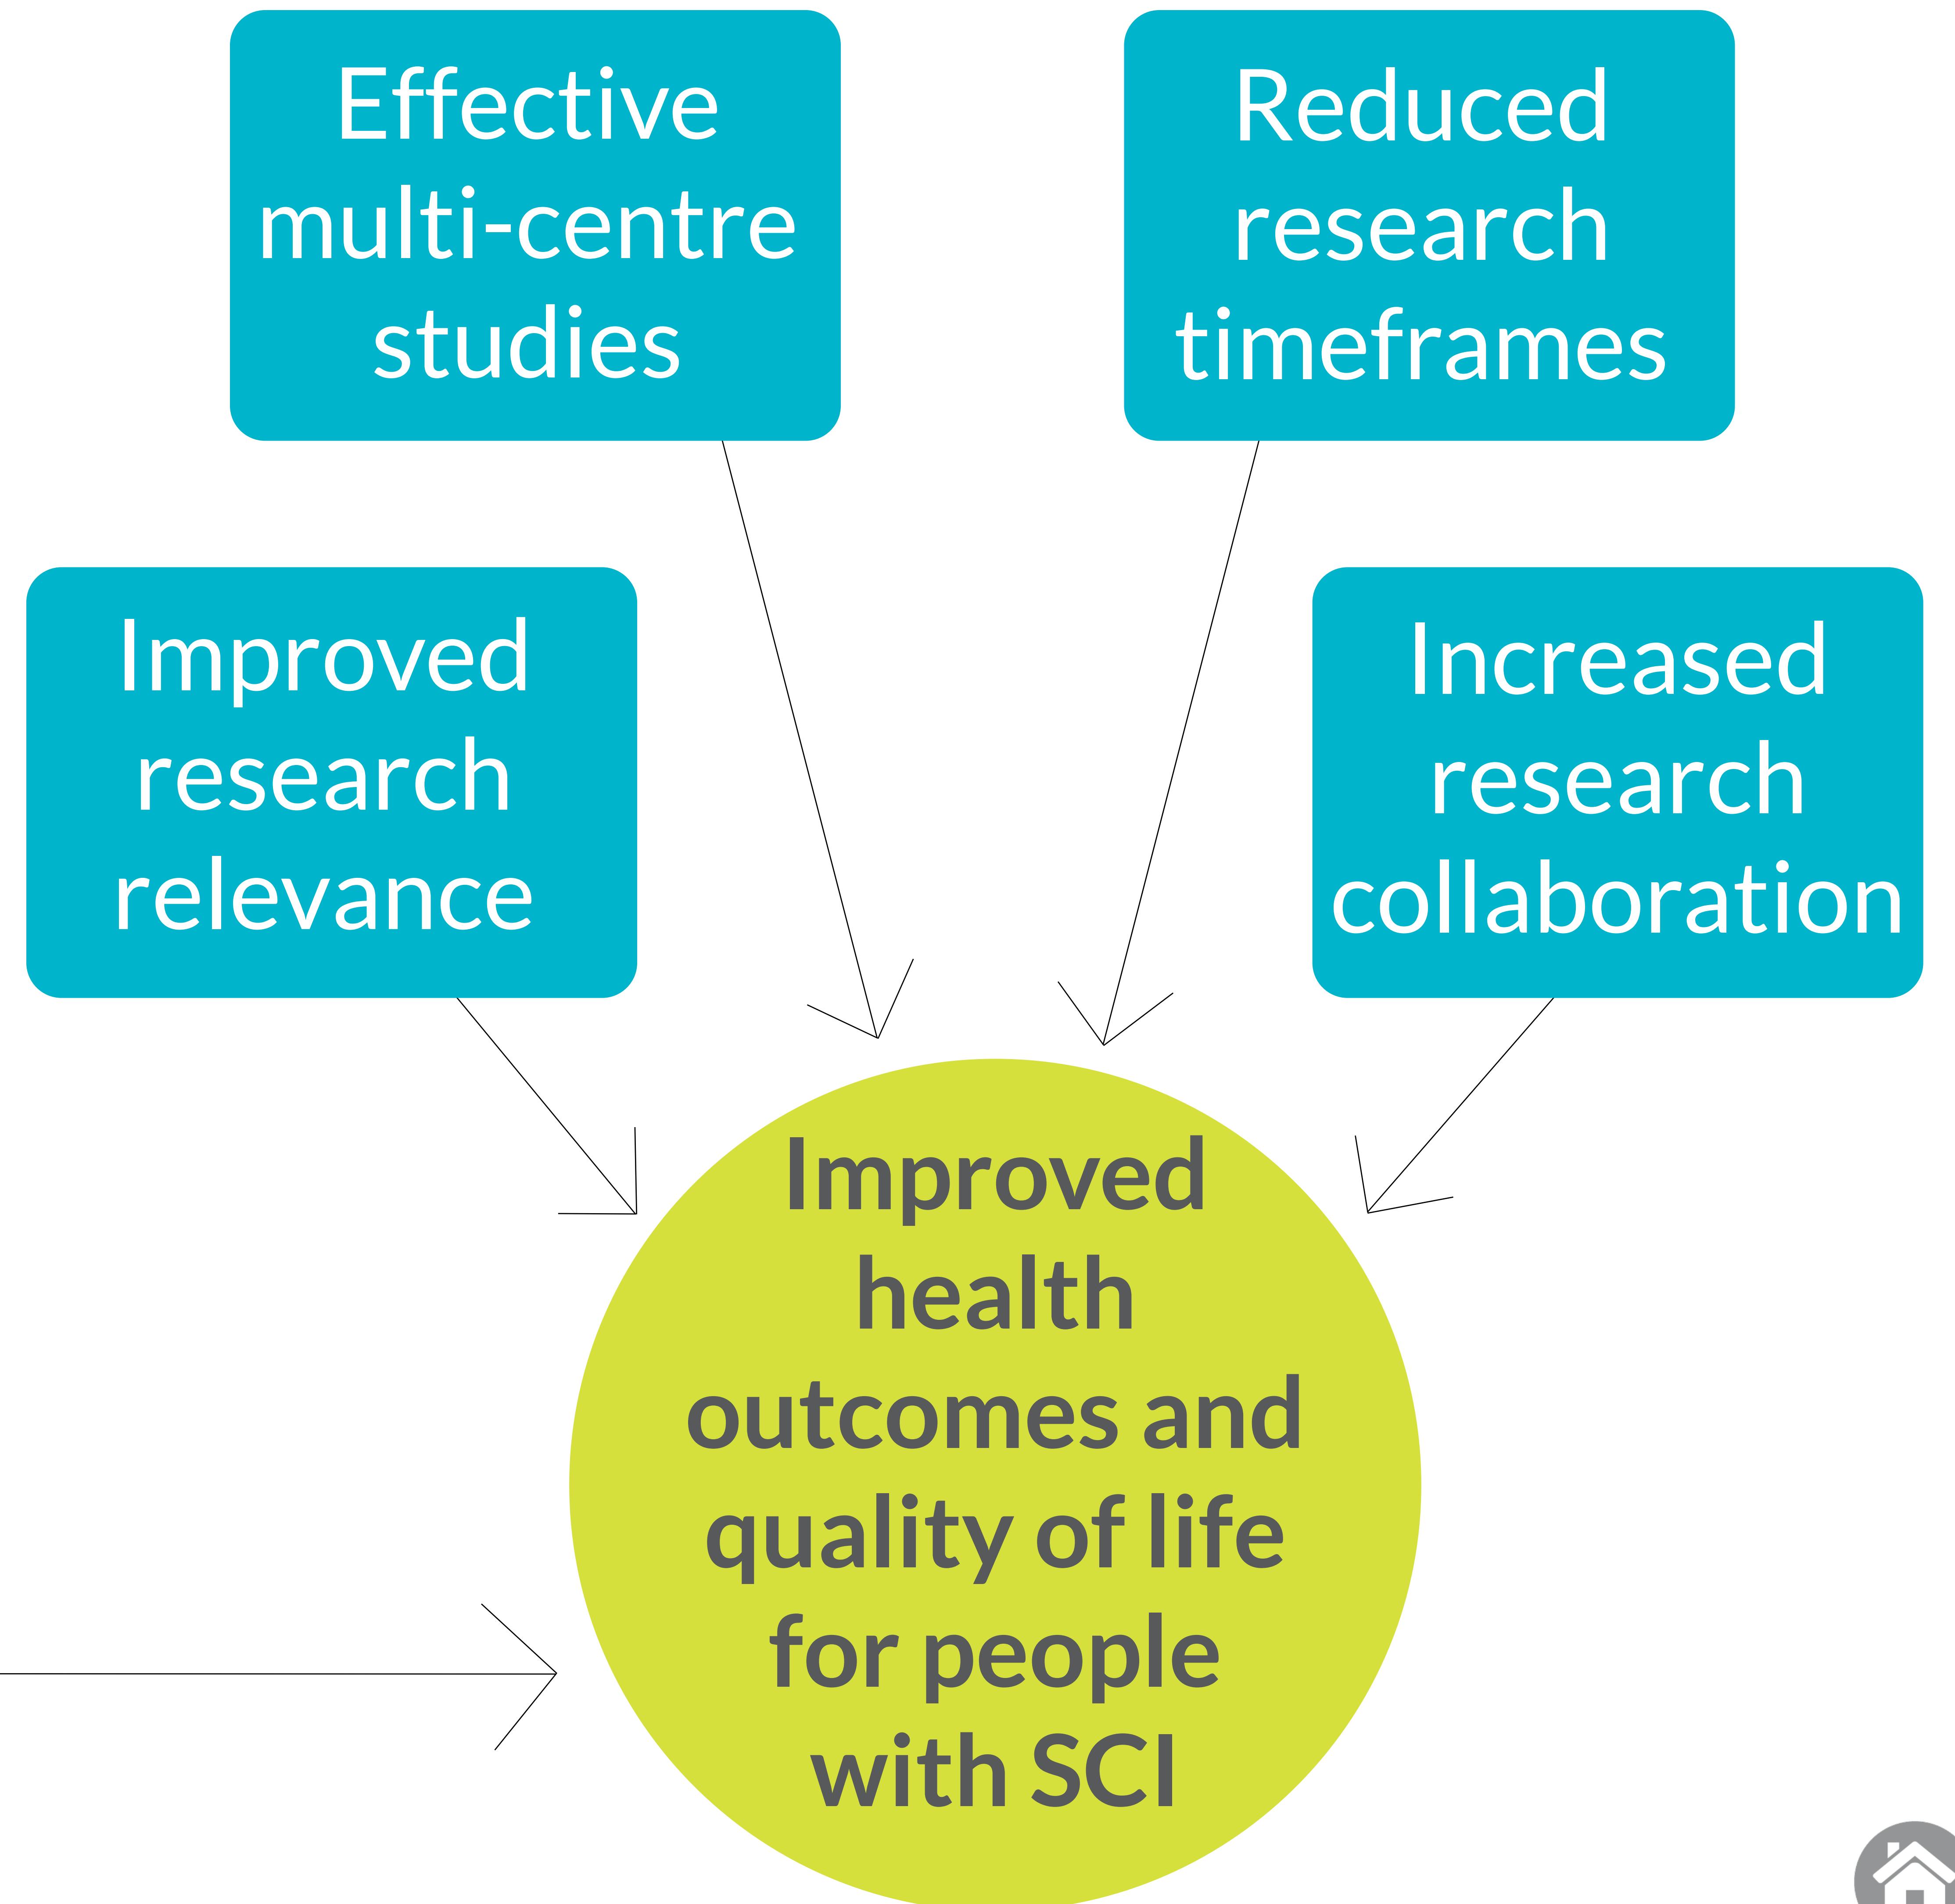 Effective
multi-centre
studies
Reduced
research
timeframes
Improved
research
relevance
Increased
research
collaboration
Improved
health
outcomes and
quality of life
for people
with SCI